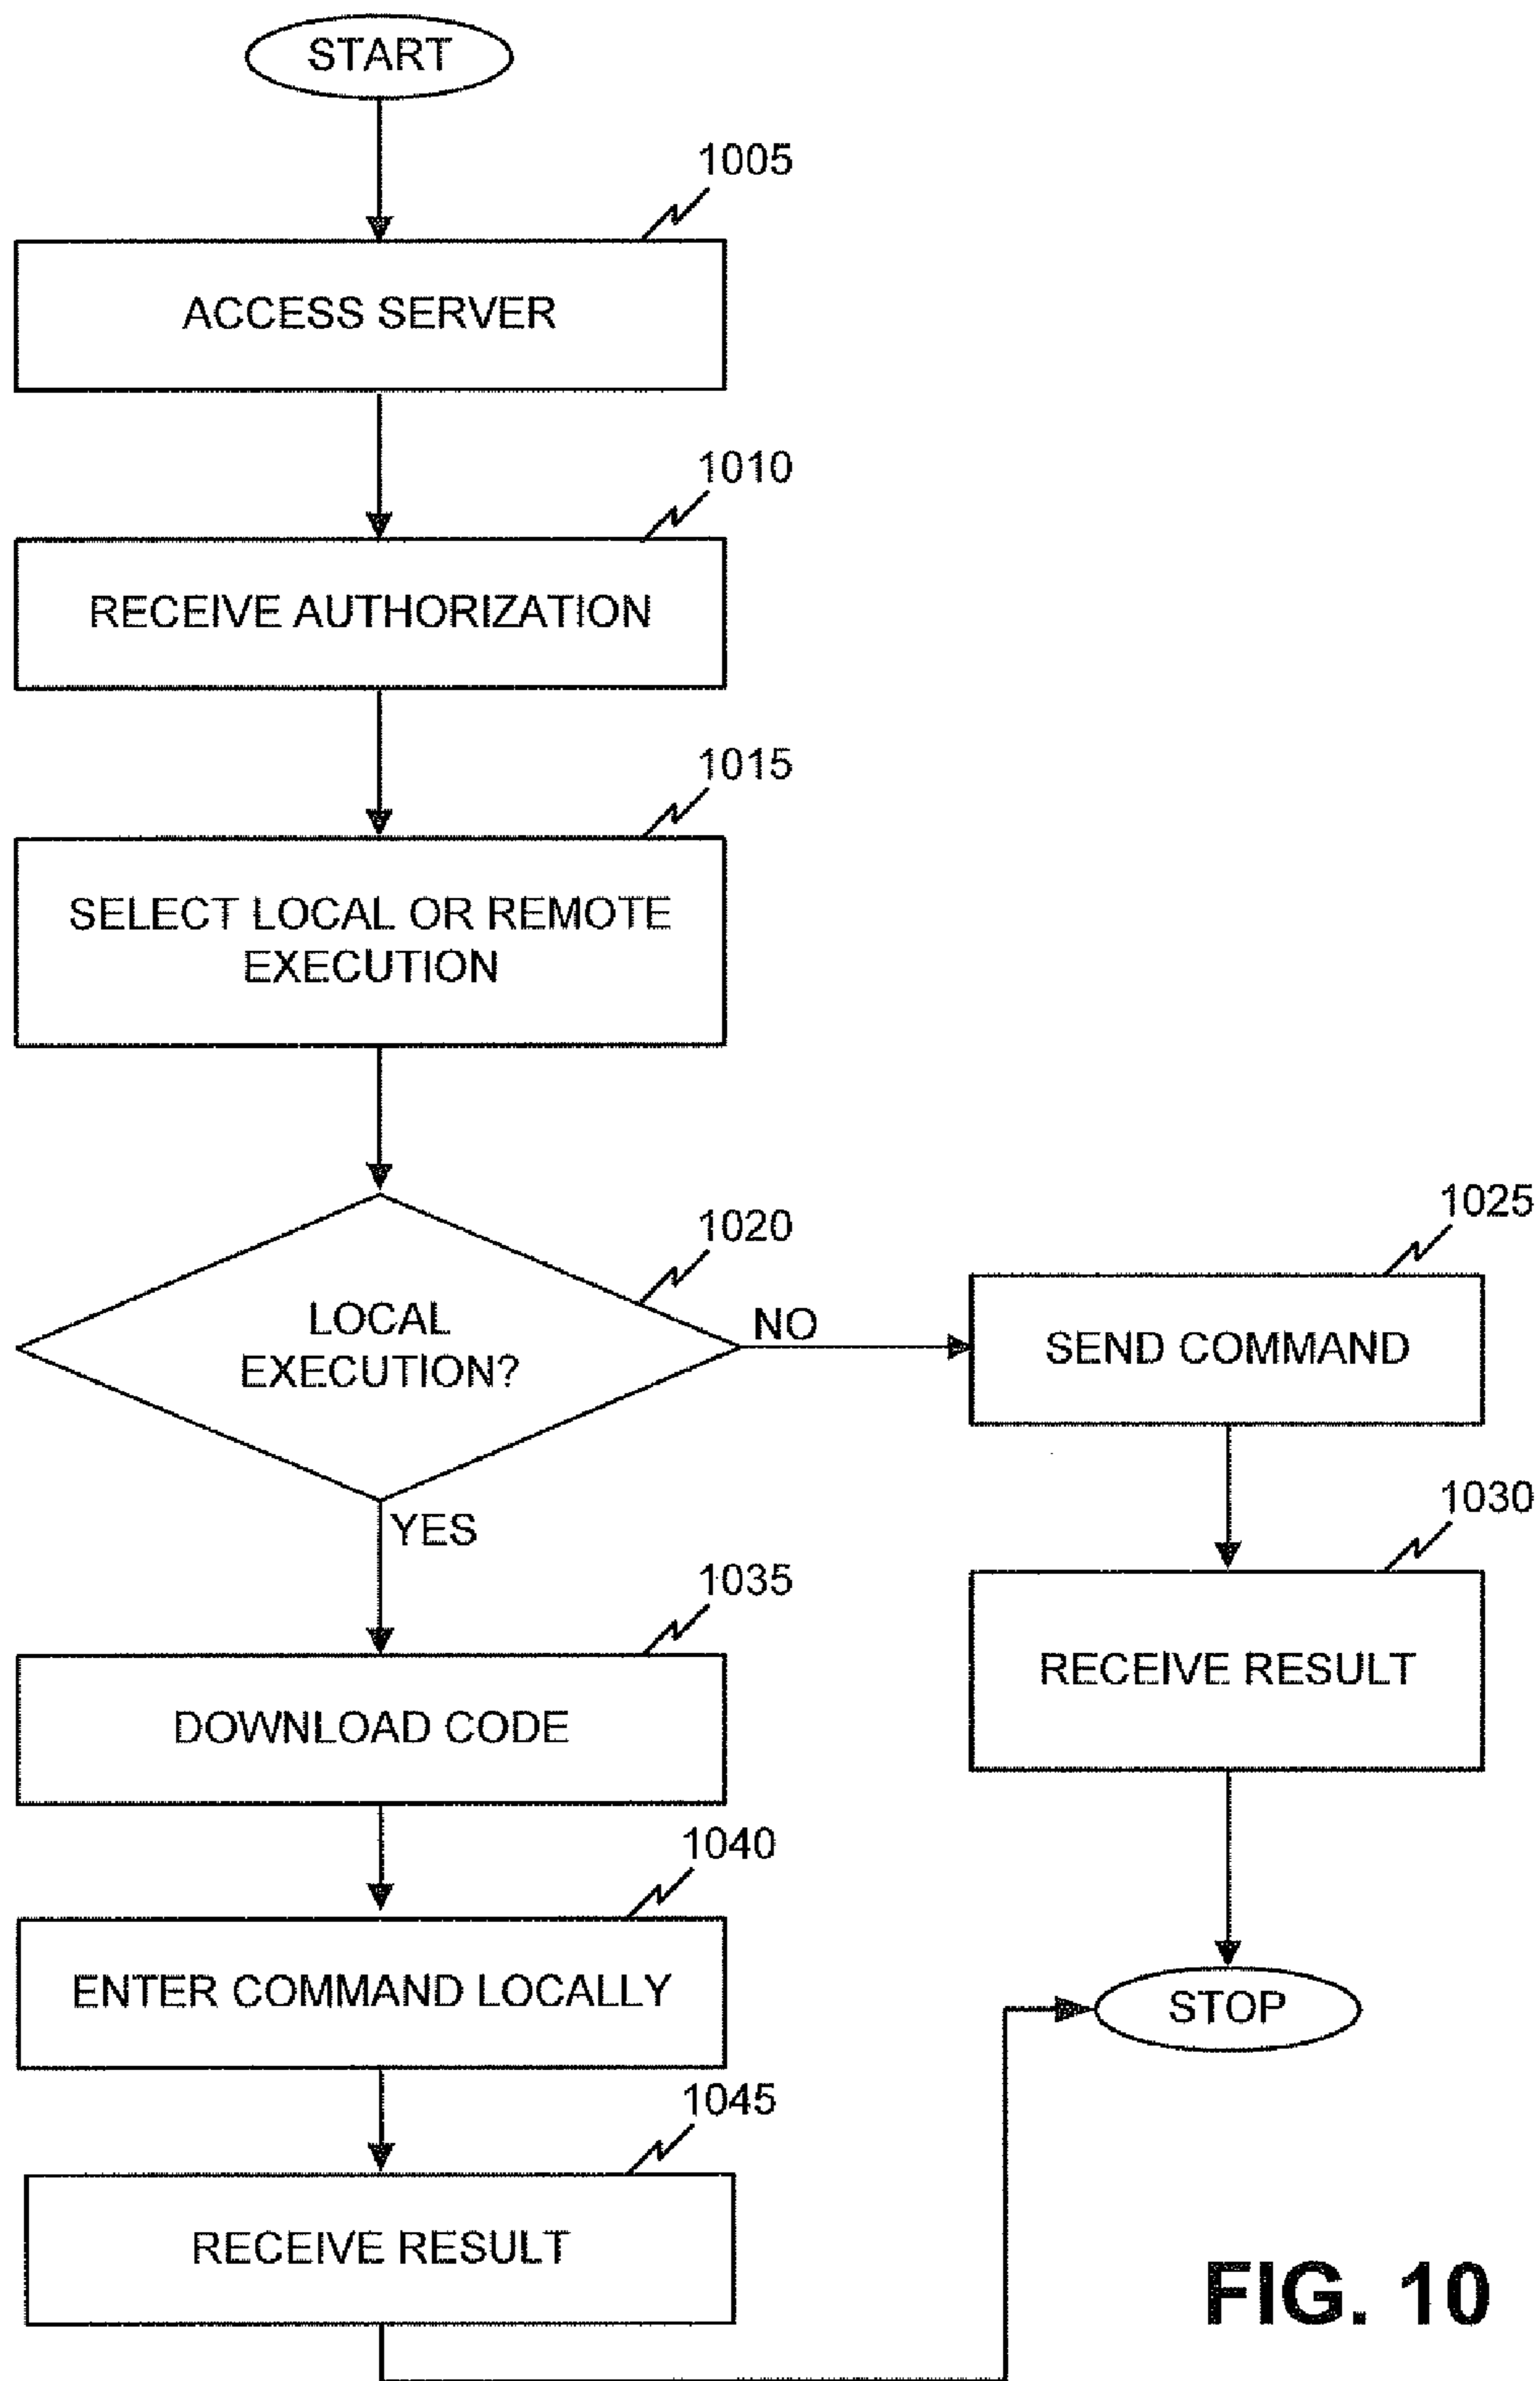 START
1005
ACCESS SERVER
1010
RECEIVE AUTHORIZATION
1015
SELECT LOCAL OR REMOTE
EXECUTION
1020
LOCAL
EXECUTION?
NO
1025
SEND COMMAND
YES
1030
RECEIVE RESULT
1035
DOWNLOAD CODE
1040
ENTER COMMAND LOCALLY
STOP
1045
RECEIVE RESULT
FIG. 10